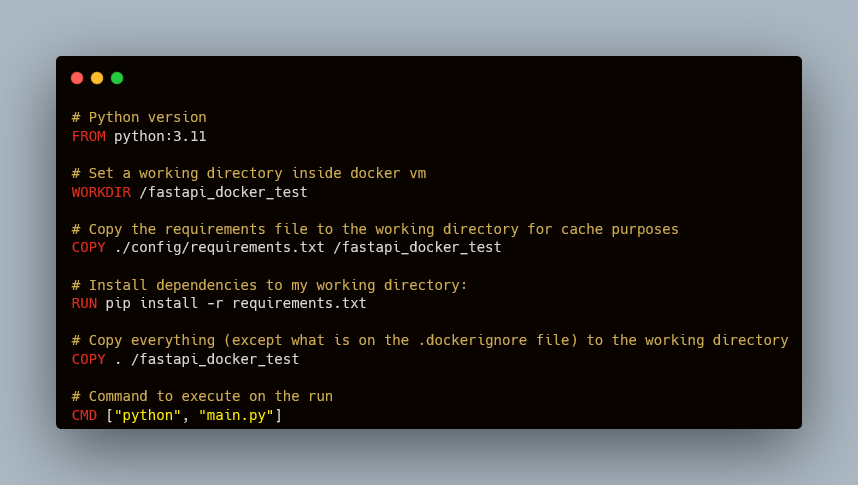 # Python version
FROM python:3.11
# Set a working directory inside docker vm
WORKDIR /fastapi_docker_test
# Copy the requirements file to the working directory for cache purposes
COPY ./config/requirements.txt /fastapi_docker_test
# Install dependencies to my working directory:
RUN pip install -r requirements.txt
# Copy everything (except what is on the .dockerignore file) to the working directory
COPY . /fastapi_docker_test
# Command to execute on the run
CMD ["python", "main.py"]